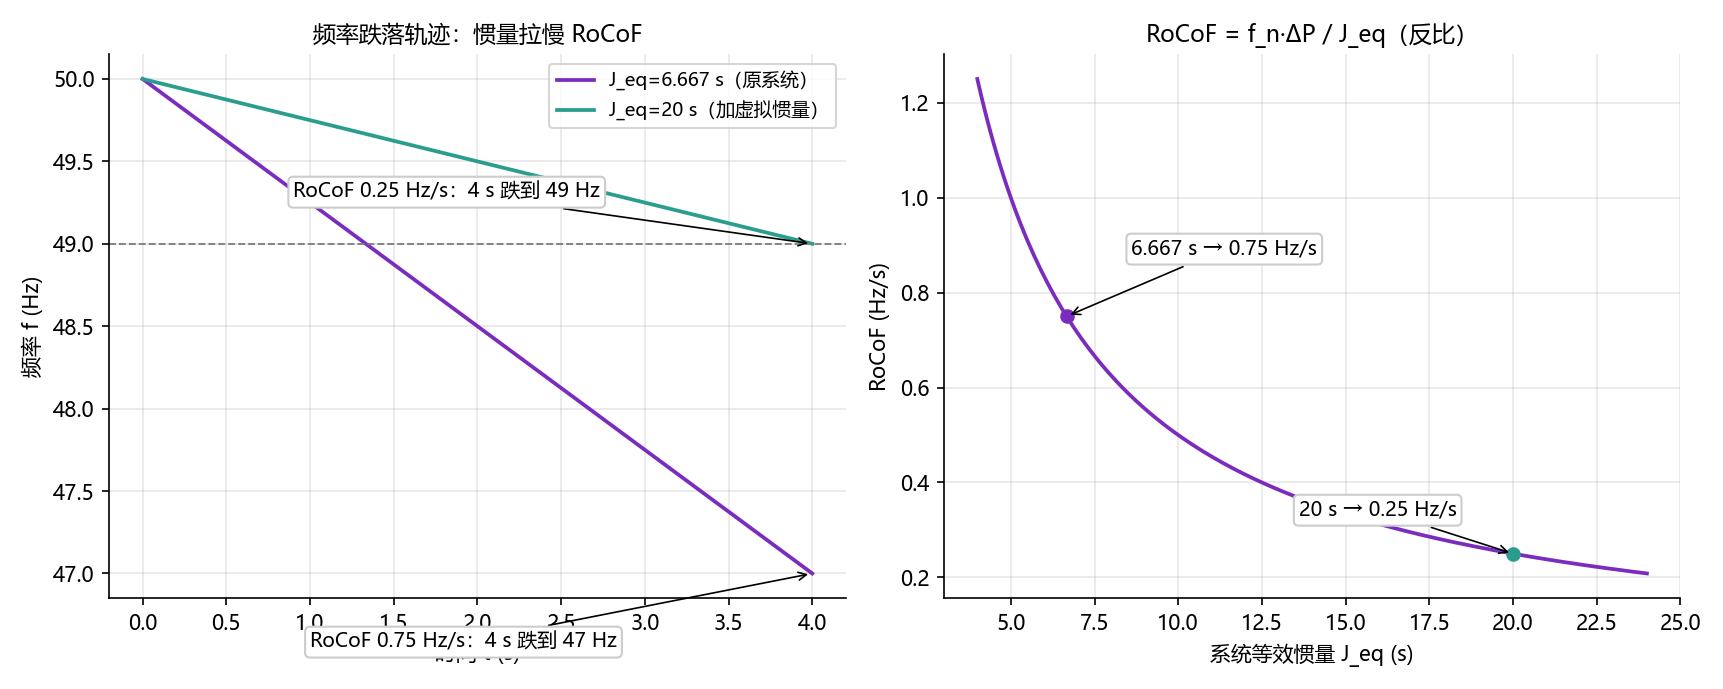 频率跌落轨迹：惯量拉慢 RoCoF
频率 f (Hz)
50.0
49.5
49.0
48.5
48.0
47.5
47.0
J_eq=6.667 s（原系统）
J_eq=20 s（加虚拟惯量）
RoCoF 0.25 Hz/s：4 s 跌到 49 Hz
0.0 0.5 1.0 1.5 2.0 2.5 3.0 3.5 4.0
RoCoF 0.75 Hz/s：4 s 跌到 47 Hz
RoCoF = f_n·ΔP / J_eq（反比）
RoCoF (Hz/s)
1.2
1.0
0.8
0.6
0.4
0.2
6.667 s → 0.75 Hz/s
20 s → 0.25 Hz/s
5.0 7.5 10.0 12.5 15.0 17.5 20.0 22.5 25.0
系统等效惯量 J_eq (s)